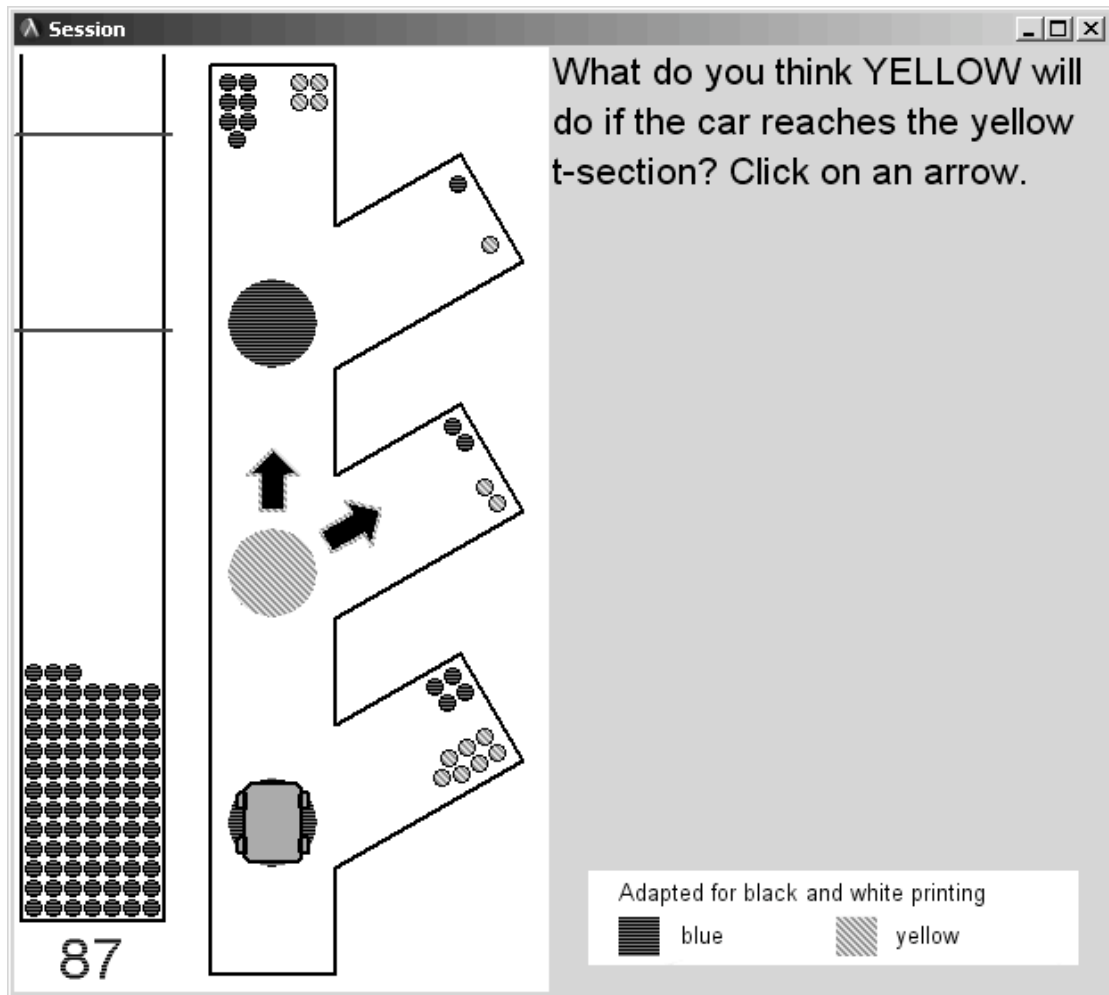 Session
What do you think YELLOW will
do if the car reaches the yellow
t-section? Click on an arrow.
87
Adapted for black and white printing
blue yellow